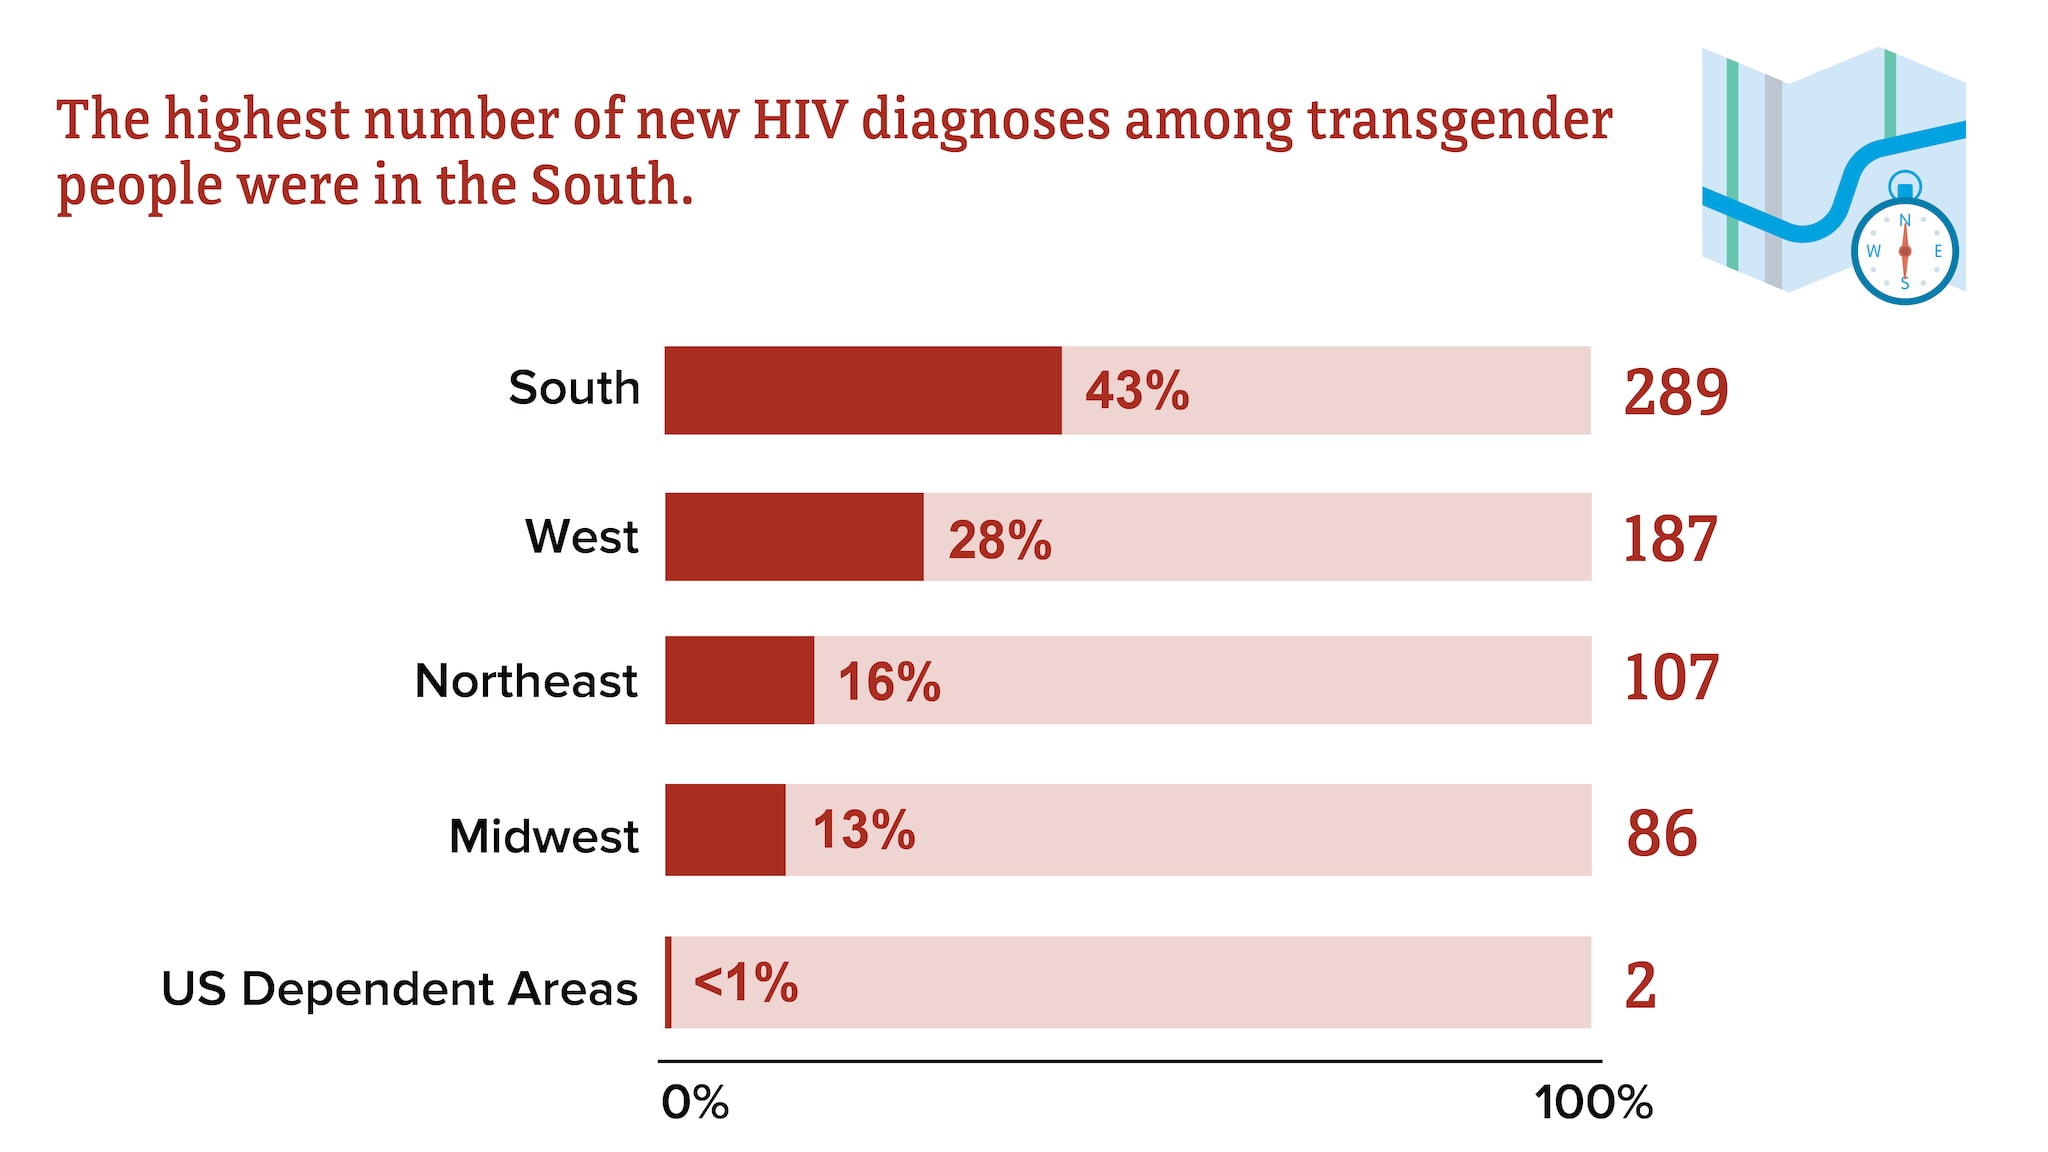 The highest number of new HIV diagnoses among transgender
people were in the South.
N
W E
S
South 43% 289
West 28% 187
Northeast 16% 107
Midwest 13% 86
US Dependent Areas <1% 2
0% 100%